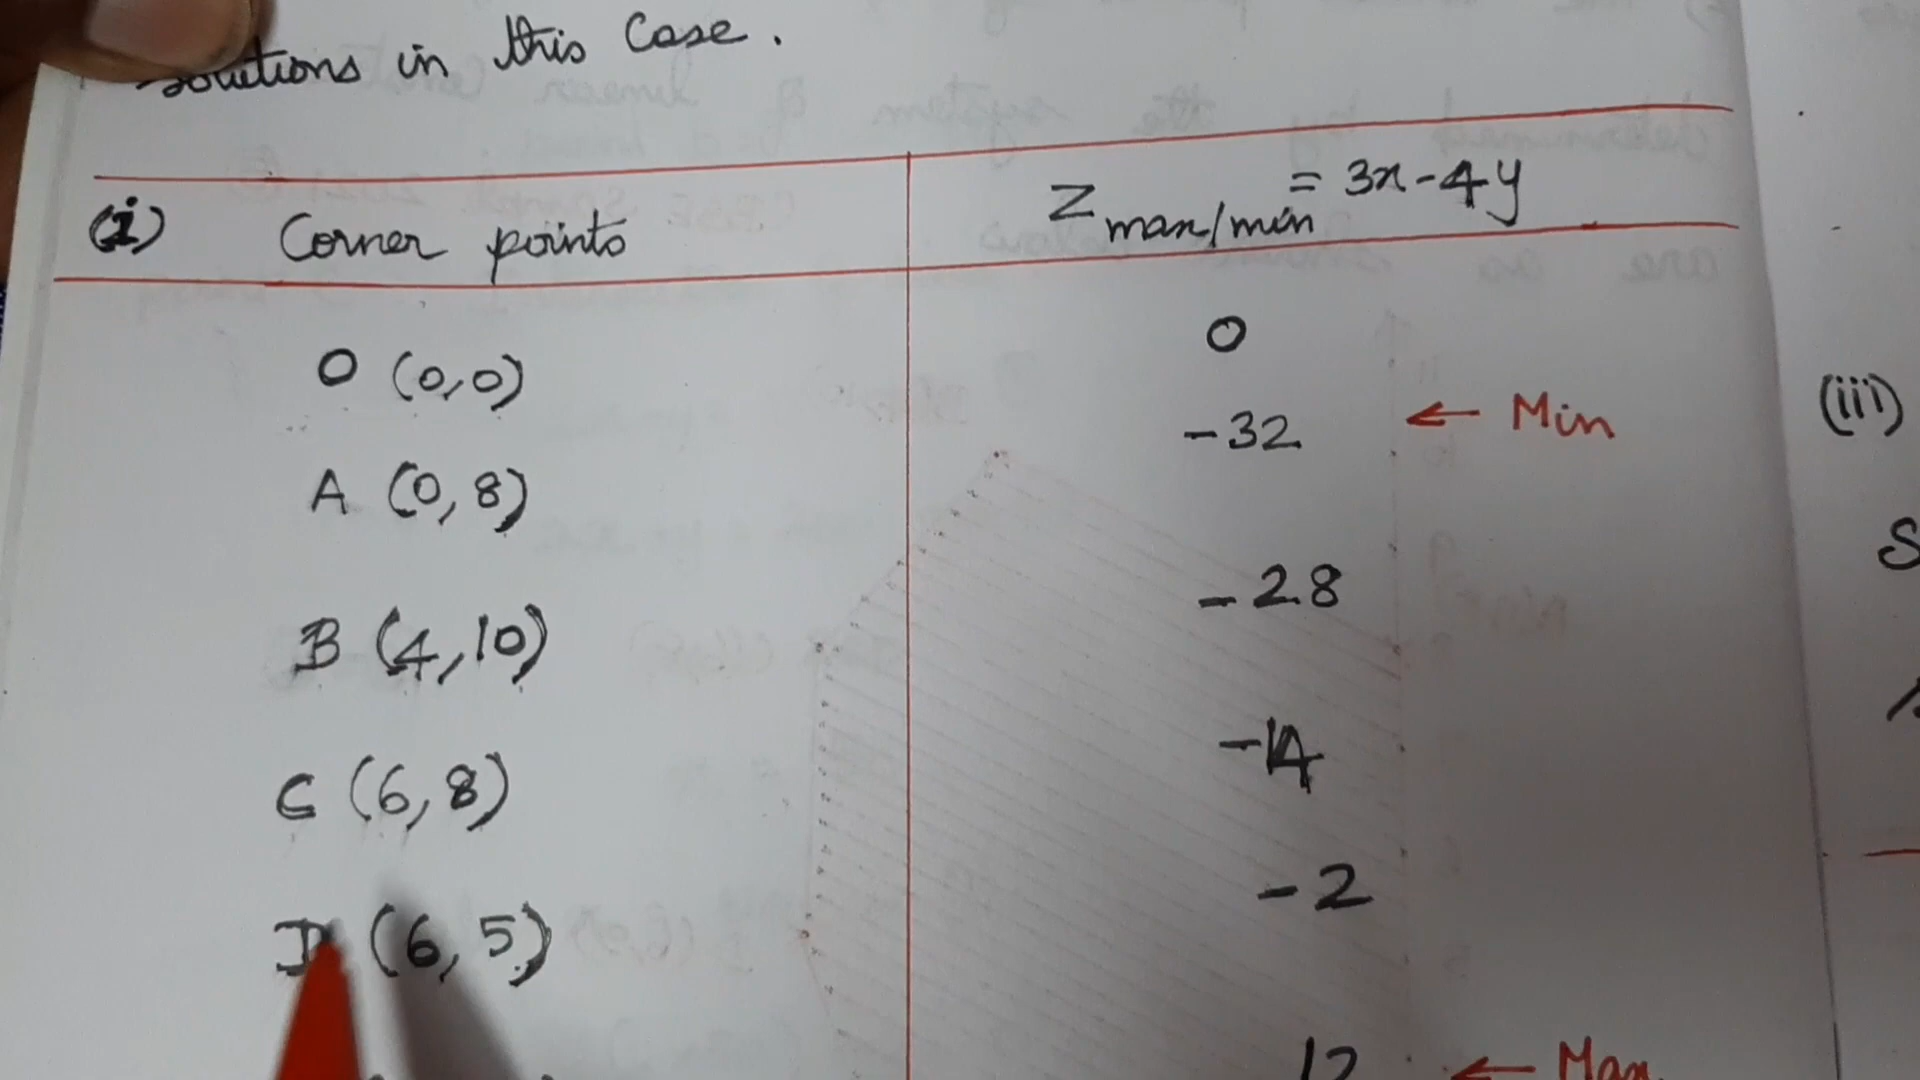 solutions in this case.
(i) Corner points
Z max/min = 3x-4y
O (0,0)
0
A (0,8)
-32 ← Min
B (4,10)
-28
C (6,8)
-14
D (6,5)
-2
12 ← Max
(iii)